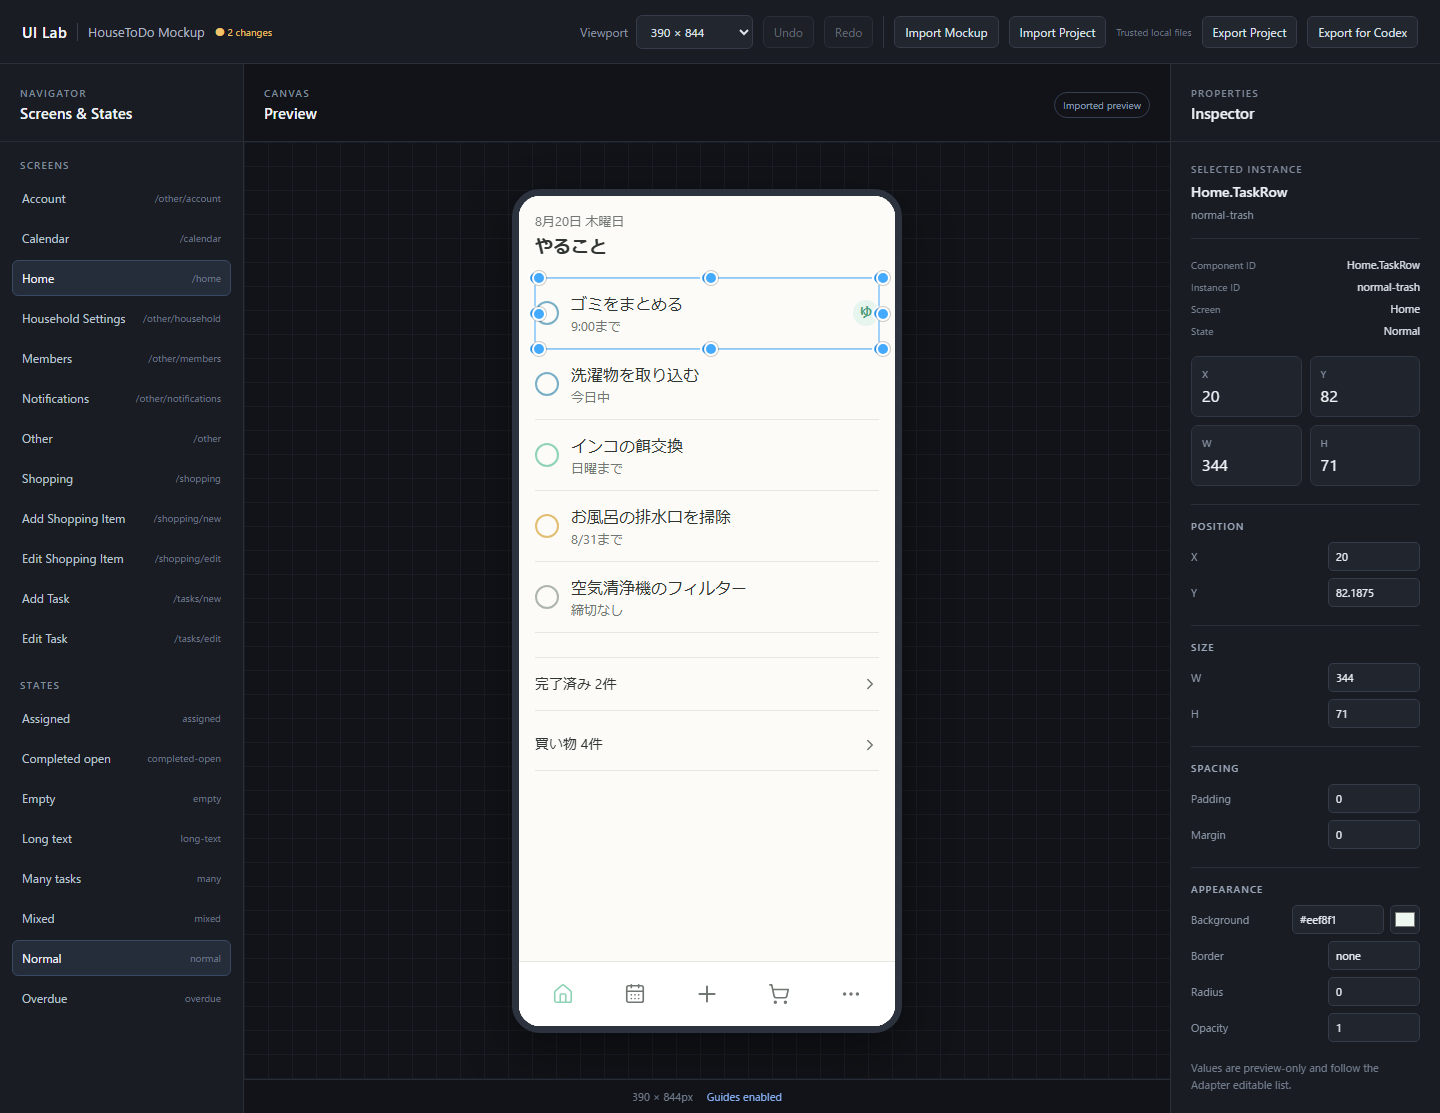 UI Lab
HouseToDo Mockup
2 changes
Viewport
390 × 844
Undo
Redo
Import Mockup
Import Project
Trusted local files
Export Project
Export for Codex
NAVIGATOR
Screens & States
SCREENS
Account /other/account
Calendar /calendar
Home /home
Household Settings /other/household
Members /other/members
Notifications /other/notifications
Other /other
Shopping /shopping
Add Shopping Item /shopping/new
Edit Shopping Item /shopping/edit
Add Task /tasks/new
Edit Task /tasks/edit
STATES
Assigned assigned
Completed open completed-open
Empty empty
Long text long-text
Many tasks many
Mixed mixed
Normal normal
Overdue overdue
CANVAS
Preview
Imported preview
8月20日 木曜日
やること
ゴミをまとめる
9:00まで
ゆ
洗濯物を取り込む
今日中
インコの餌交換
日曜まで
お風呂の排水口を掃除
8/31まで
空気清浄機のフィルター
締切なし
完了済み 2件
買い物 4件
390 × 844px
Guides enabled
PROPERTIES
Inspector
SELECTED INSTANCE
Home.TaskRow
normal-trash
Component ID Home.TaskRow
Instance ID normal-trash
Screen Home
State Normal
X
20
Y
82
W
344
H
71
POSITION
X 20
Y 82.1875
SIZE
W 344
H 71
SPACING
Padding 0
Margin 0
APPEARANCE
Background #eef8f1
Border none
Radius 0
Opacity 1
Values are preview-only and follow the
Adapter editable list.